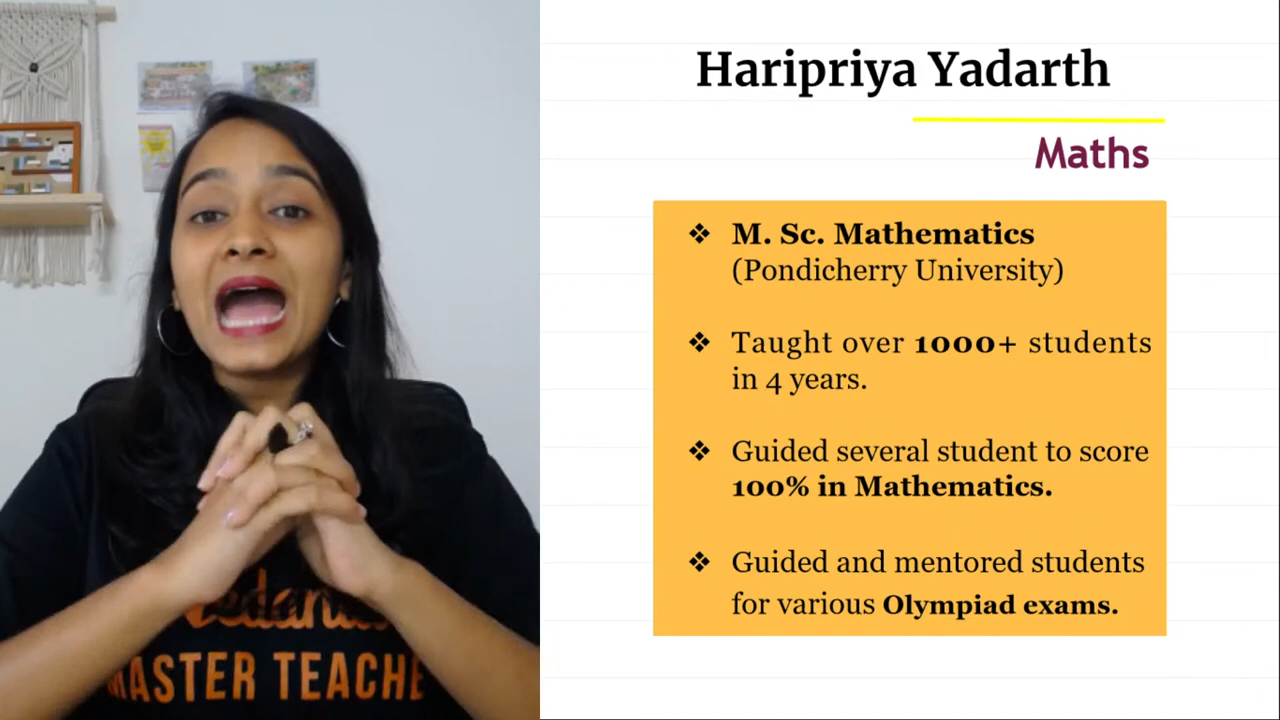 Haripriya Yadarth
Maths
❖ M. Sc. Mathematics
(Pondicherry University)
❖ Taught over 1000+ students
in 4 years.
❖ Guided several student to score
100% in Mathematics.
❖ Guided and mentored students
for various Olympiad exams.
MASTER TEACHE